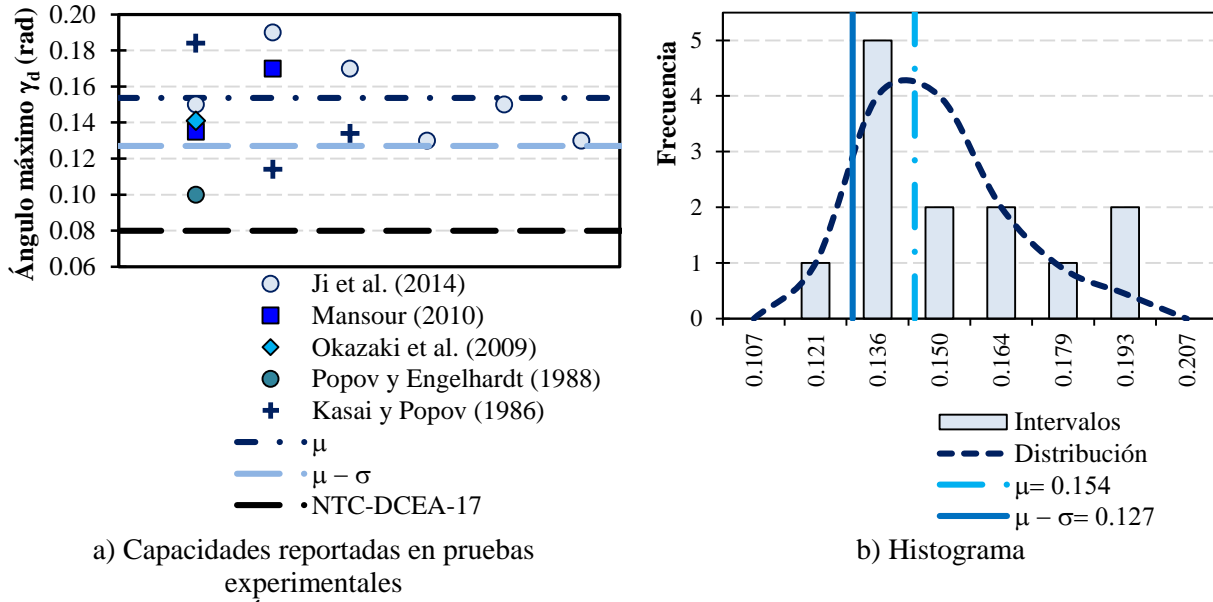 Ángulo máximo γd (rad)
0.20
0.18
0.16
0.14
0.12
0.10
0.08
0.06
Ji et al. (2014)
Mansour (2010)
Okazaki et al. (2009)
Popov y Engelhardt (1988)
Kasai y Popov (1986)
μ
μ – σ
NTC-DCEA-17
a) Capacidades reportadas en pruebas
experimentales
Frecuencia
5
4
3
2
1
0
0.107
0.121
0.136
0.150
0.164
0.179
0.193
0.207
Intervalos
Distribución
μ= 0.154
μ – σ= 0.127
b) Histograma